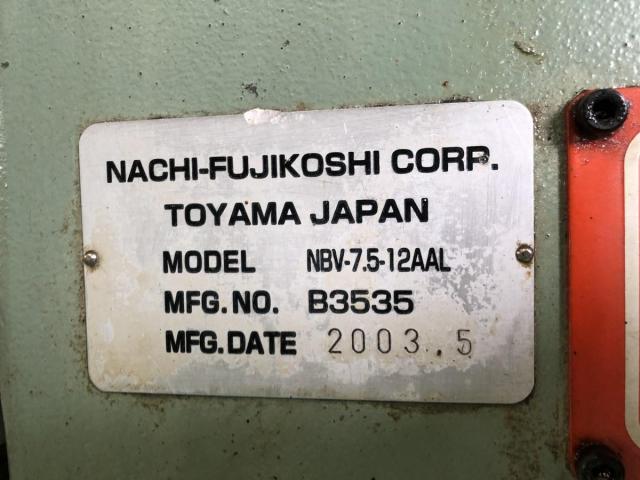 NACHI-FUJIKOSHI CORP.
TOYAMA JAPAN
MODEL NBV-7.5-12AAL
MFG.NO. B3535
MFG.DATE 2003.5